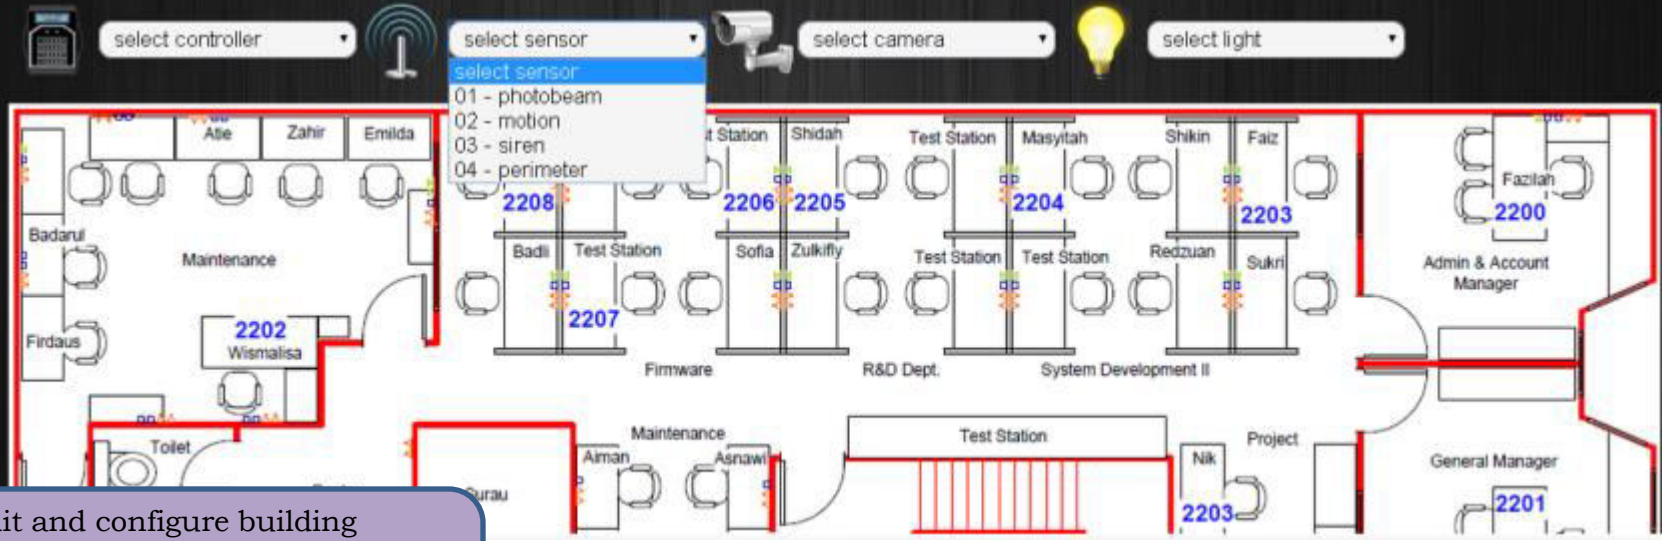 select controller
select sensor
select camera
select light
select sensor
01 - photobeam
02 - motion
03 - siren
04 - perimeter
Atie
Zahir
Emilda
Station
Shidah
Test Station
Masyitah
Shikin
Faiz
Fazilah
2208
2206
2205
2204
2203
2200
Badarul
Maintenance
Badli
Test Station
Sofia
Zulkifly
Test Station
Test Station
Redzuan
Sukri
Admin & Account
Manager
2207
2202
Wismalisa
Firdaus
Firmware
R&D Dept.
System Development II
Toilet
Maintenance
Aiman
Asnawi
Test Station
Project
Nik
General Manager
Surau
2203
2201
it and configure building